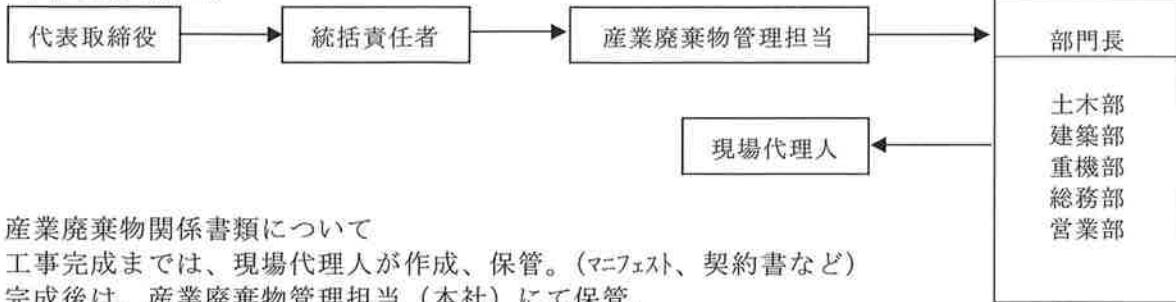 代表取締役
統括責任者
産業廃棄物管理担当
部門長
土木部
建築部
重機部
総務部
営業部
現場代理人
産業廃棄物関係書類について
工事完成までは、現場代理人が作成、保管。(マニフェスト、契約書など)
完成後は、産業廃棄物管理担当（本社）にて保管。